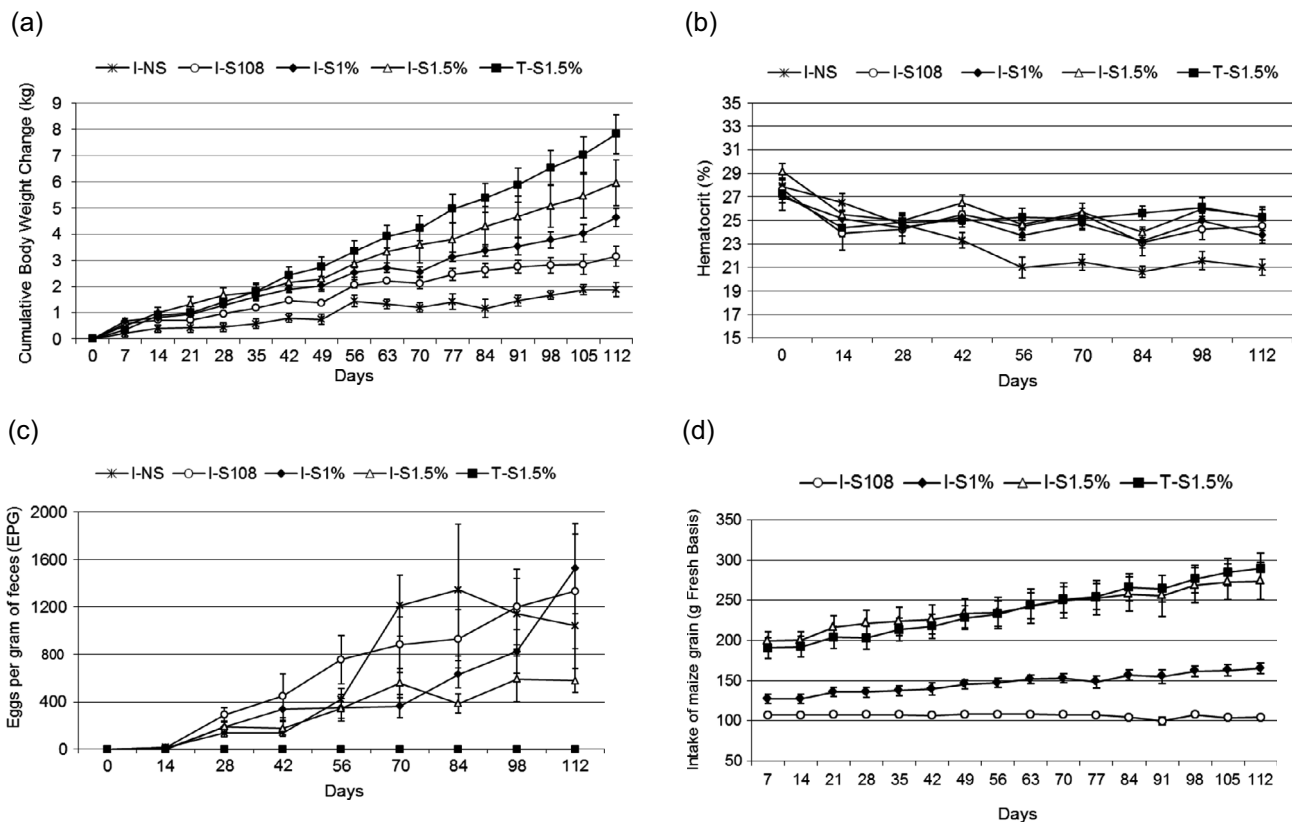 (a)
I-NS I-S108 I-S1% I-S1.5% T-S1.5%
Cumulative Body Weight Change (kg)
9
8
7
6
5
4
3
2
1
0
0 7 14 21 28 35 42 49 56 63 70 77 84 91 98 105 112
Days
(b)
I-NS I-S108 I-S1% I-S1.5% T-S1.5%
Hematocrit (%)
35
33
31
29
27
25
23
21
19
17
15
0 14 28 42 56 70 84 98 112
Days
(c)
I-NS I-S108 I-S1% I-S1.5% T-S1.5%
Eggs per gram of feces (EPG)
2000
1600
1200
800
400
0
0 14 28 42 56 70 84 98 112
Days
(d)
I-S108 I-S1% I-S1.5% T-S1.5%
Intake of maize grain (g Fresh Basis)
350
300
250
200
150
100
50
7 14 21 28 35 42 49 56 63 70 77 84 91 98 105 112
Days